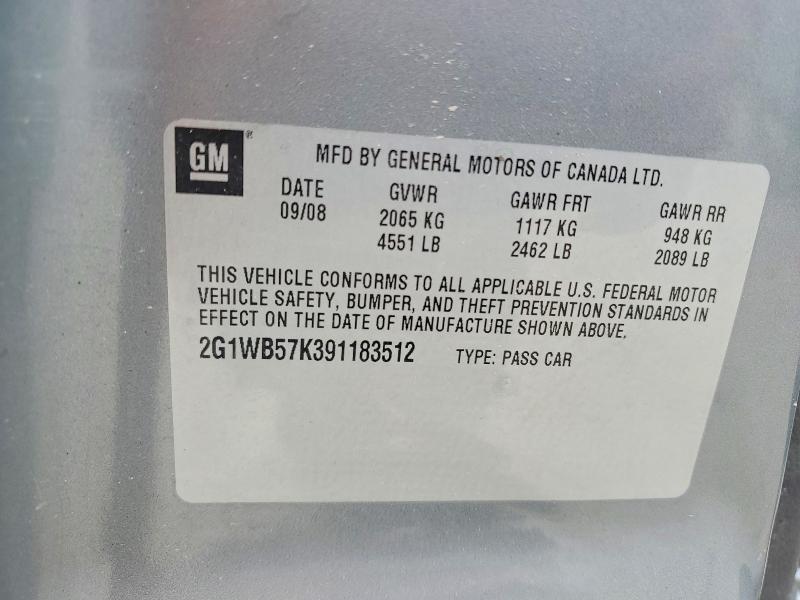 GM®
MFD BY GENERAL MOTORS OF CANADA LTD.
DATE GVWR GAWR FRT GAWR RR
09/08 2065 KG 1117 KG 948 KG
4551 LB 2462 LB 2089 LB
THIS VEHICLE CONFORMS TO ALL APPLICABLE U.S. FEDERAL MOTOR
VEHICLE SAFETY, BUMPER, AND THEFT PREVENTION STANDARDS IN
EFFECT ON THE DATE OF MANUFACTURE SHOWN ABOVE.
2G1WB57K391183512 TYPE: PASS CAR